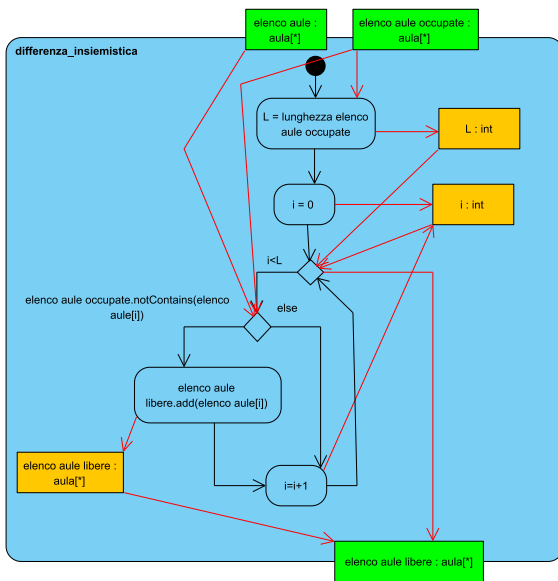 elenco aule :
aula[*]
elenco aule occupate :
aula[*]
differenza_insiemistica
L = lunghezza elenco
aule occupate
L : int
i = 0
i : int
i<L
elenco aule occupate.notContains(elenco
aule[i])
else
elenco aule
libere.add(elenco aule[i])
elenco aule libere :
aula[*]
i=i+1
elenco aule libere : aula[*]